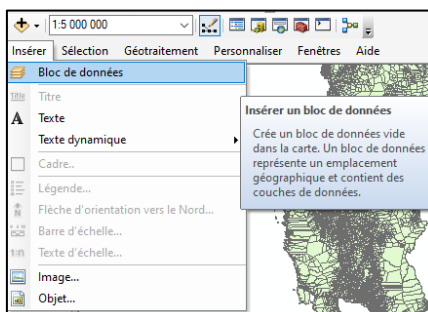 1:5 000 000
Insérer Sélection Géotraitement Personnaliser Fenêtres Aide
Bloc de données
Title Titre
A Texte
Texte dynamique
Cadre..
Légende...
N Flèche d'orientation vers le Nord...
Barre d'échelle...
1:n Texte d'échelle...
Image...
Objet...
Insérer un bloc de données
Crée un bloc de données vide
dans la carte. Un bloc de données
représente un emplacement
géographique et contient des
couches de données.